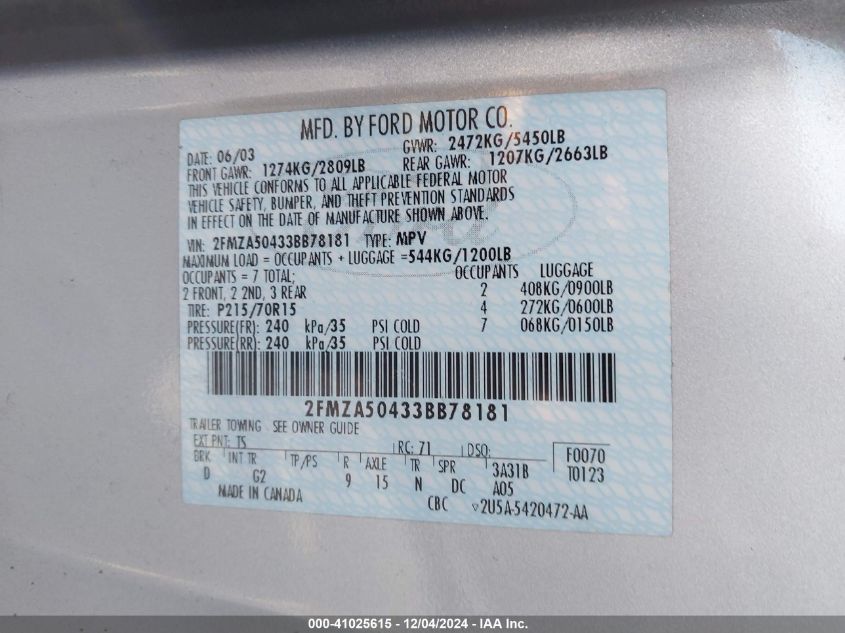 MFD. BY FORD MOTOR CO.
DATE: 06/03 GVWR: 2472KG/5450LB
FRONT GAWR: 1274KG/2809LB REAR GAWR: 1207KG/2663LB
THIS VEHICLE CONFORMS TO ALL APPLICABLE FEDERAL MOTOR
VEHICLE SAFETY, BUMPER, AND THEFT PREVENTION STANDARDS
IN EFFECT ON THE DATE OF MANUFACTURE SHOWN ABOVE.
VIN: 2FMZA50433BB78181 TYPE: MPV
MAXIMUM LOAD = OCCUPANTS + LUGGAGE =544KG/1200LB
OCCUPANTS = 7 TOTAL; OCCUPANTS LUGGAGE
2 FRONT, 2 2ND, 3 REAR 2 408KG/0900LB
TIRE: P215/70R15 4 272KG/0600LB
PRESSURE(FR): 240 kPa/35 PSI COLD 7 068KG/0150LB
PRESSURE(RR): 240 kPa/35 PSI COLD
2FMZA50433BB78181
TRAILER TOWING SEE OWNER GUIDE
EXT PNT: TS RC: 71 DSO: F0070
BRK INT TR TP/PS R AXLE TR SPR 3A31B T0123
D G2 9 15 N DC A05
MADE IN CANADA CBC ▽2U5A-5420472-AA
000-41025615 - 12/04/2024 - IAA Inc.